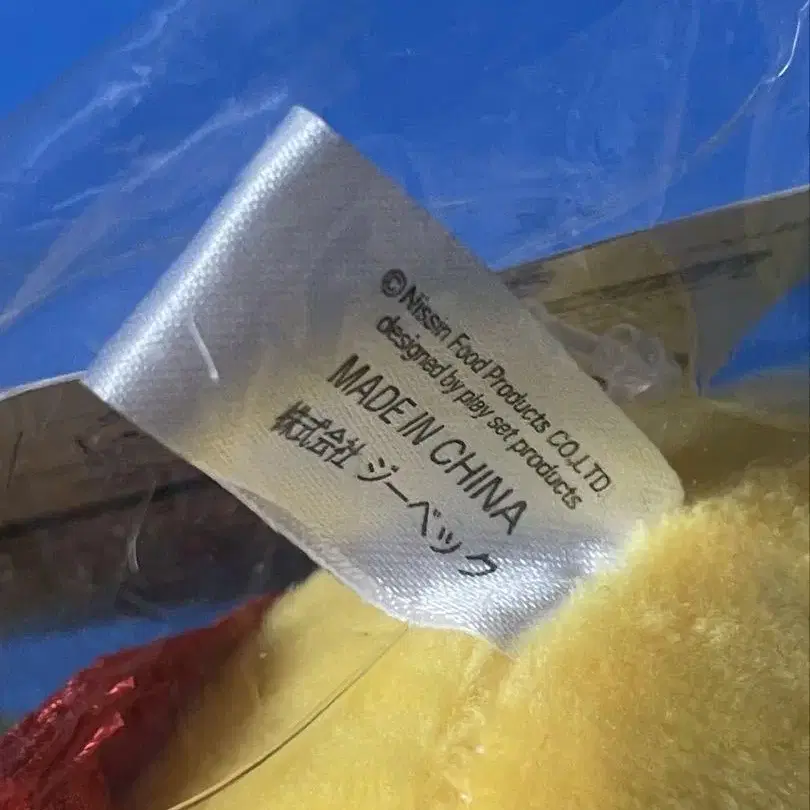 ©Nissin Food Products CO.,LTD.
designed by play set products
MADE IN CHINA
株式会社 ジーベック